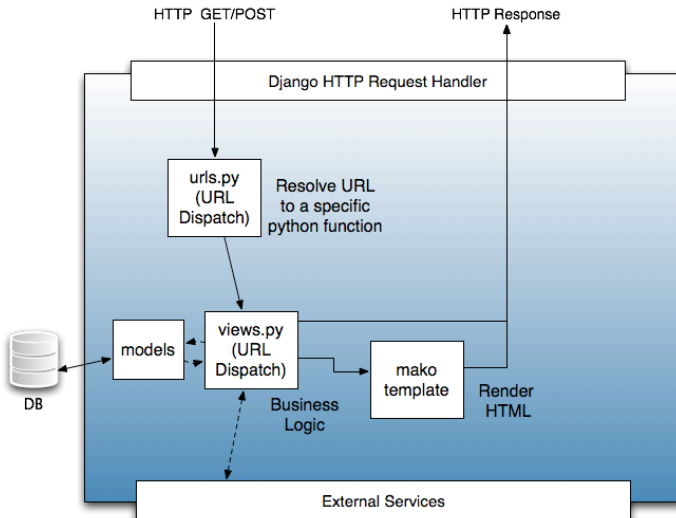 HTTP GET/POST
HTTP Response
Django HTTP Request Handler
urls.py
(URL
Dispatch)
Resolve URL
to a specific
python function
DB
models
views.py
(URL
Dispatch)
Business
Logic
mako
template
Render
HTML
External Services